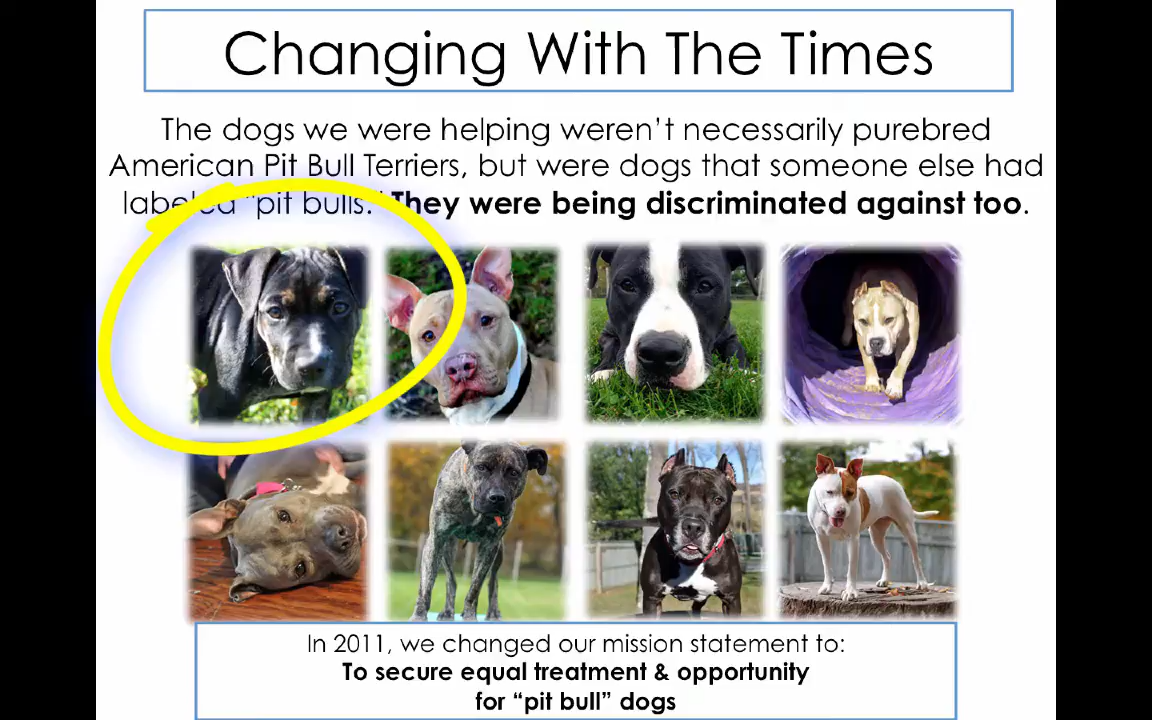 Changing With The Times
The dogs we were helping weren’t necessarily purebred
American Pit Bull Terriers, but were dogs that someone else had
labeled “pit bulls.” They were being discriminated against too.
In 2011, we changed our mission statement to:
To secure equal treatment & opportunity
for “pit bull” dogs